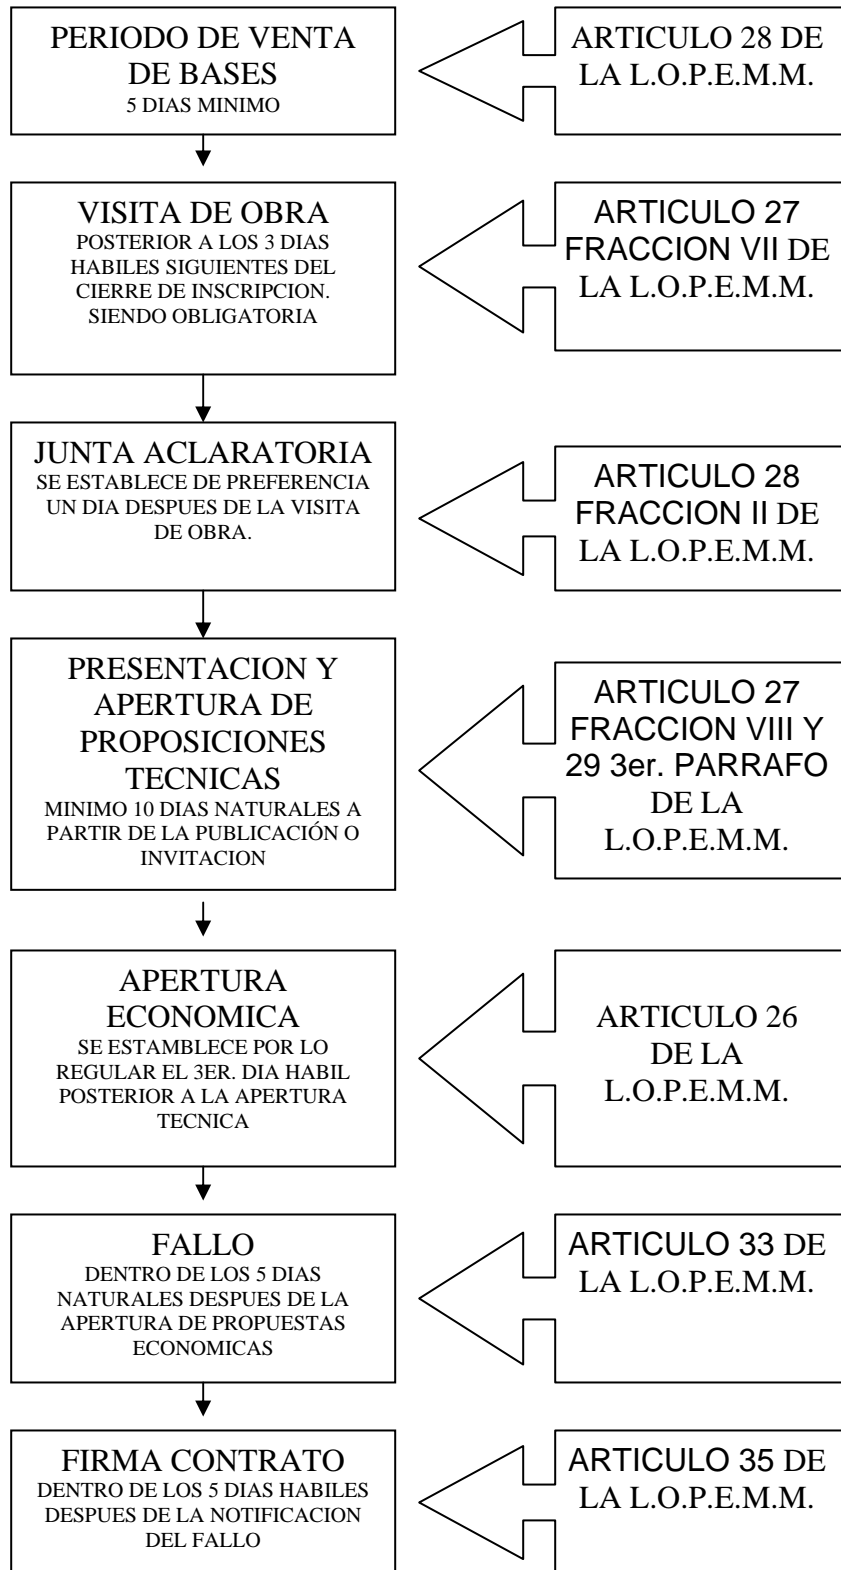 PERIODO DE VENTA
DE BASES
5 DIAS MINIMO
ARTICULO 28 DE
LA L.O.P.E.M.M.
VISITA DE OBRA
POSTERIOR A LOS 3 DIAS
HABILES SIGUIENTES DEL
CIERRE DE INSCRIPCION.
SIENDO OBLIGATORIA
ARTICULO 27
FRACCION VII DE
LA L.O.P.E.M.M.
JUNTA ACLARATORIA
SE ESTABLECE DE PREFERENCIA
UN DIA DESPUES DE LA VISITA
DE OBRA.
ARTICULO 28
FRACCION II DE
LA L.O.P.E.M.M.
PRESENTACION Y
APERTURA DE
PROPOSICIONES
TECNICAS
MINIMO 10 DIAS NATURALES A
PARTIR DE LA PUBLICACIÓN O
INVITACION
ARTICULO 27
FRACCION VIII Y
29 3er. PARRAFO
DE LA
L.O.P.E.M.M.
APERTURA
ECONOMICA
SE ESTAMBLECE POR LO
REGULAR EL 3ER. DIA HABIL
POSTERIOR A LA APERTURA
TECNICA
ARTICULO 26
DE LA
L.O.P.E.M.M.
FALLO
DENTRO DE LOS 5 DIAS
NATURALES DESPUES DE LA
APERTURA DE PROPUESTAS
ECONOMICAS
ARTICULO 33 DE
LA L.O.P.E.M.M.
FIRMA CONTRATO
DENTRO DE LOS 5 DIAS HABILES
DESPUES DE LA NOTIFICACION
DEL FALLO
ARTICULO 35 DE
LA L.O.P.E.M.M.